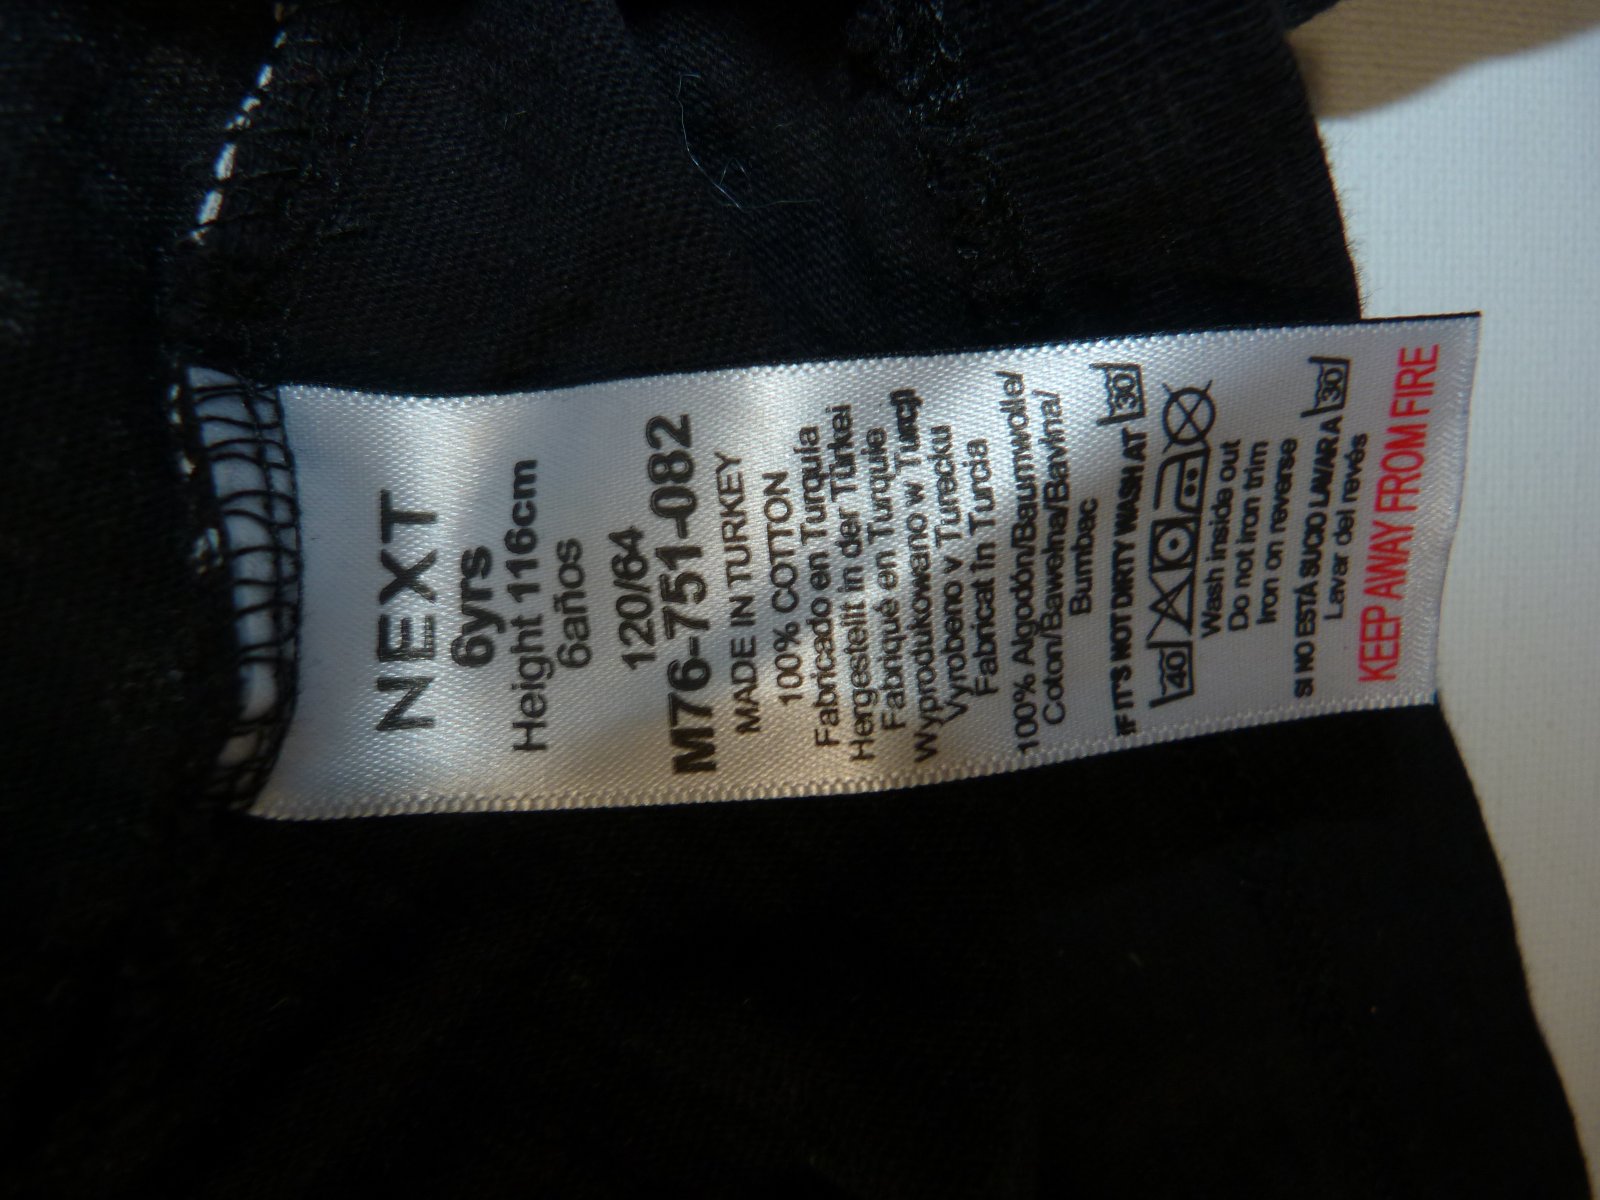 NEXT
6yrs
Height 116cm
6años
120/64
M76-751-082
MADE IN TURKEY
100% COTTON
Fabricado en Turquía
Hergestellt in der Türkei
Fabriqué en Turquie
Wyprodukowano w Turcji
Vyrobeno v Turecku
Fabricat în Turcia
100% Algodón/Baumwolle/
Coton/Bawełna/Bavlna/
Bumbac
IF IT'S NOT DIRTY WASH AT 30
40
Wash inside out
Do not iron trim
Iron on reverse
SI NO ESTÁ SUCIO LAVAR A 30
Lavar del revés
KEEP AWAY FROM FIRE